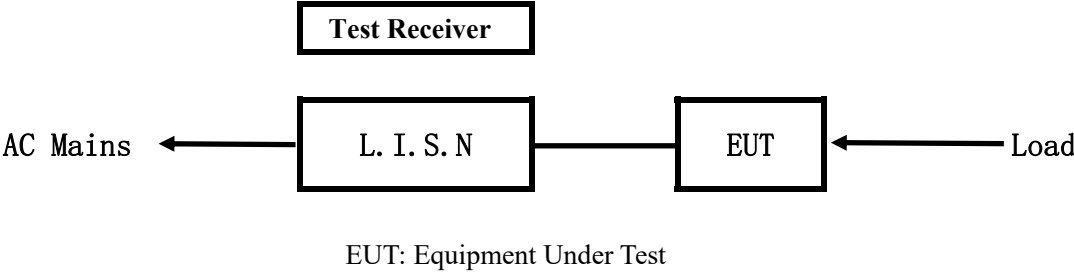 Test Receiver
AC Mains L.I.S.N EUT Load
EUT: Equipment Under Test